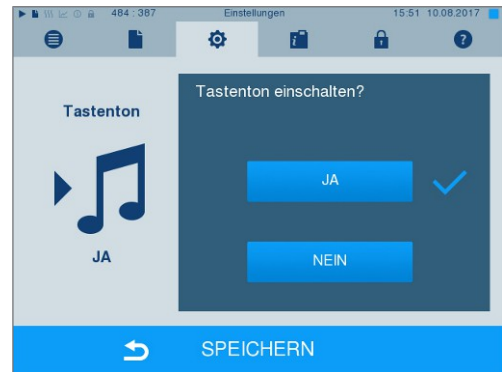 484 : 387 Einstellungen 15:51 10.08.2017
Tastenton
JA
Tastenton einschalten?
JA
NEIN
SPEICHERN